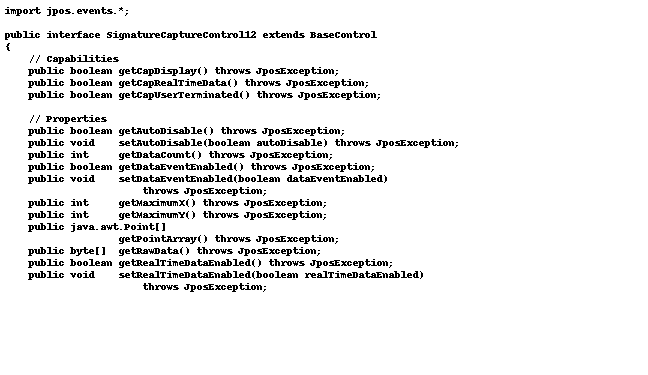 import jpos.events.*;

public interface SignatureCaptureControl12 extends BaseControl
{
    // Capabilities
    public boolean getCapDisplay() throws JposException;
    public boolean getCapRealTimeData() throws JposException;
    public boolean getCapUserTerminated() throws JposException;

    // Properties
    public boolean getAutoDisable() throws JposException;
    public void    setAutoDisable(boolean autoDisable) throws JposException;
    public int     getDataCount() throws JposException;
    public boolean getDataEventEnabled() throws JposException;
    public void    setDataEventEnabled(boolean dataEventEnabled)
                       throws JposException;
    public int     getMaximumX() throws JposException;
    public int     getMaximumY() throws JposException;
    public java.awt.Point[]
                   getPointArray() throws JposException;
    public byte[]  getRawData() throws JposException;
    public boolean getRealTimeDataEnabled() throws JposException;
    public void    setRealTimeDataEnabled(boolean realTimeDataEnabled)
                       throws JposException;